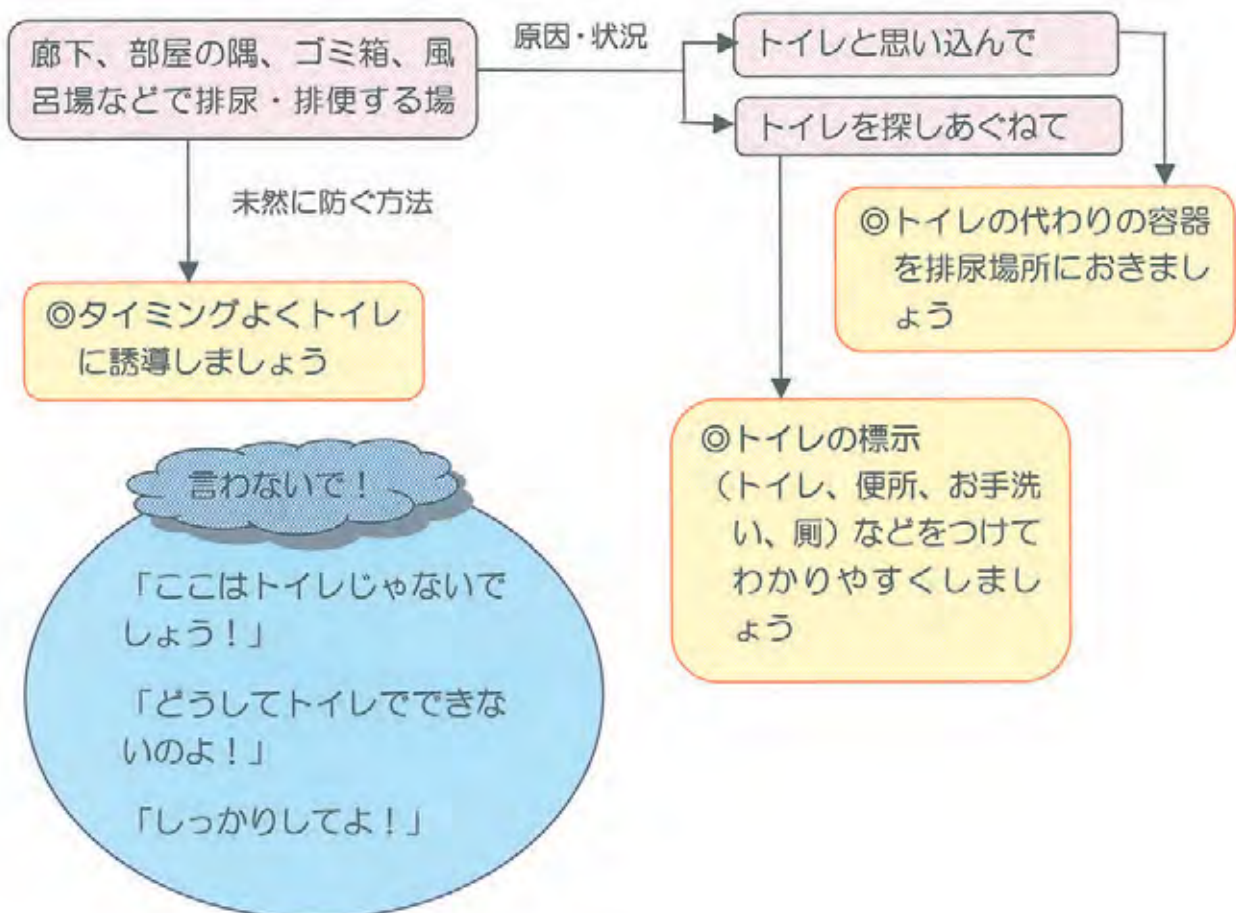 廊下、部屋の隅、ゴミ箱、風
呂場などで排尿・排便する場
原因・状況
トイレと思い込んで
トイレを探しあぐねて
未然に防ぐ方法
◎タイミングよくトイレ
に誘導しましょう
◎トイレの代わりの容器
を排尿場所におきまし
ょう
◎トイレの標示
（トイレ、便所、お手洗
い、厠）などをつけて
わかりやすくしまし
ょう
言わないで！
「ここはトイレじゃないで
しょう！」
「どうしてトイレでできな
いのよ！」
「しっかりしてよ！」